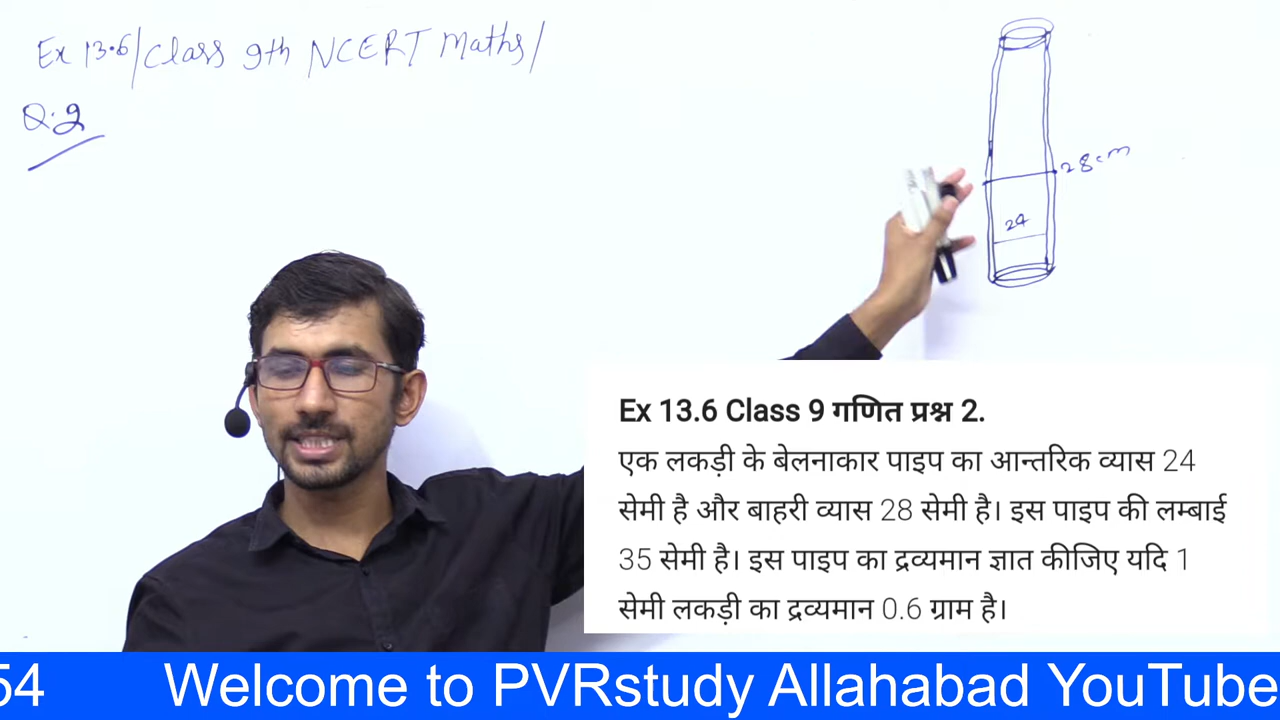 Ex 13.6/Class 9th NCERT Maths/
Q.2
28cm
24
Ex 13.6 Class 9 गणित प्रश्न 2.
एक लकड़ी के बेलनाकार पाइप का आन्तरिक व्यास 24
सेमी है और बाहरी व्यास 28 सेमी है। इस पाइप की लम्बाई
35 सेमी है। इस पाइप का द्रव्यमान ज्ञात कीजिए यदि 1
सेमी लकड़ी का द्रव्यमान 0.6 ग्राम है।
54 Welcome to PVRstudy Allahabad YouTube